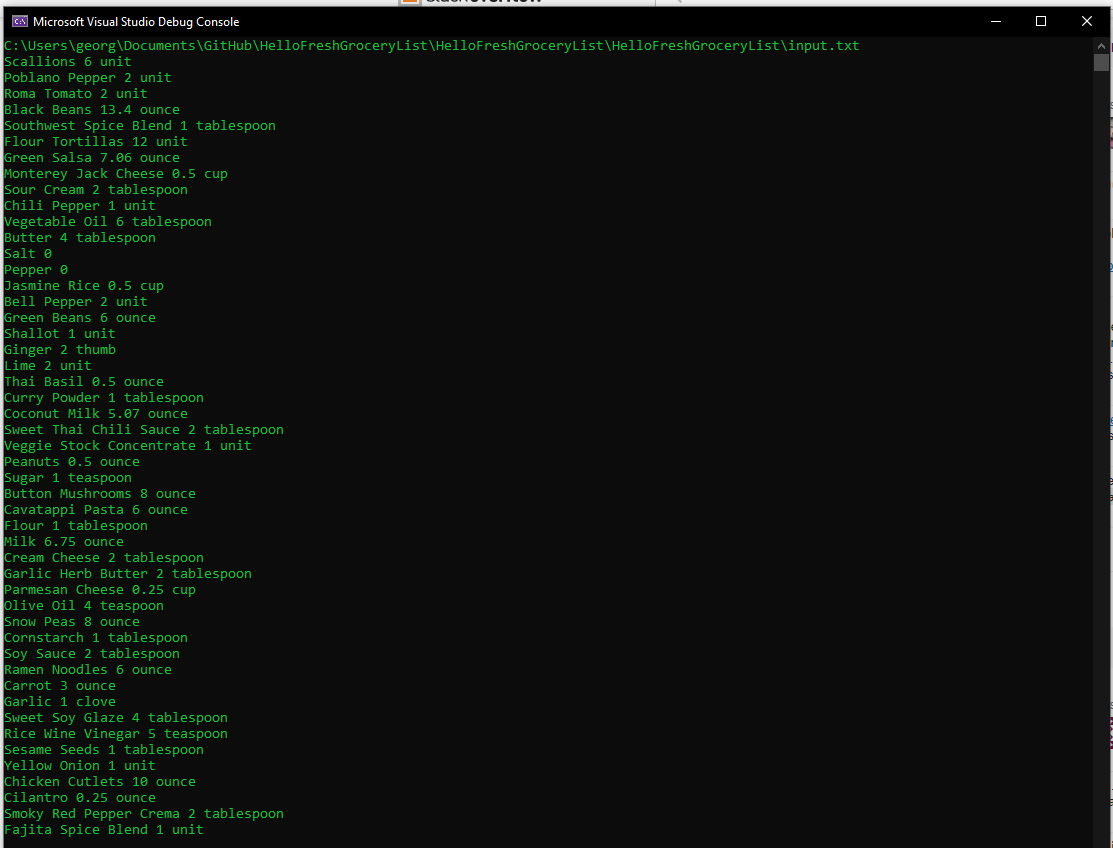 Microsoft Visual Studio Debug Console
C:\Users\georg\Documents\GitHub\HelloFreshGroceryList\HelloFreshGroceryList\HelloFreshGroceryList\input.txt
Scallions 6 unit
Poblano Pepper 2 unit
Roma Tomato 2 unit
Black Beans 13.4 ounce
Southwest Spice Blend 1 tablespoon
Flour Tortillas 12 unit
Green Salsa 7.06 ounce
Monterey Jack Cheese 0.5 cup
Sour Cream 2 tablespoon
Chili Pepper 1 unit
Vegetable Oil 6 tablespoon
Butter 4 tablespoon
Salt 0
Pepper 0
Jasmine Rice 0.5 cup
Bell Pepper 2 unit
Green Beans 6 ounce
Shallot 1 unit
Ginger 2 thumb
Lime 2 unit
Thai Basil 0.5 ounce
Curry Powder 1 tablespoon
Coconut Milk 5.07 ounce
Sweet Thai Chili Sauce 2 tablespoon
Veggie Stock Concentrate 1 unit
Peanuts 0.5 ounce
Sugar 1 teaspoon
Button Mushrooms 8 ounce
Cavatappi Pasta 6 ounce
Flour 1 tablespoon
Milk 6.75 ounce
Cream Cheese 2 tablespoon
Garlic Herb Butter 2 tablespoon
Parmesan Cheese 0.25 cup
Olive Oil 4 teaspoon
Snow Peas 8 ounce
Cornstarch 1 tablespoon
Soy Sauce 2 tablespoon
Ramen Noodles 6 ounce
Carrot 3 ounce
Garlic 1 clove
Sweet Soy Glaze 4 tablespoon
Rice Wine Vinegar 5 teaspoon
Sesame Seeds 1 tablespoon
Yellow Onion 1 unit
Chicken Cutlets 10 ounce
Cilantro 0.25 ounce
Smoky Red Pepper Crema 2 tablespoon
Fajita Spice Blend 1 unit